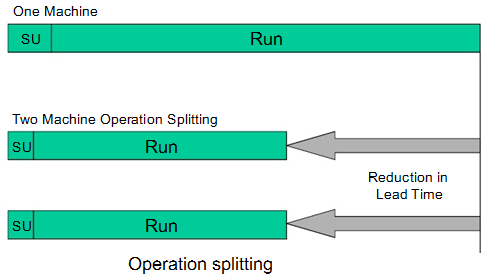 One Machine
SU Run
Two Machine Operation Splitting
SU Run
Reduction in
Lead Time
SU Run
Operation splitting